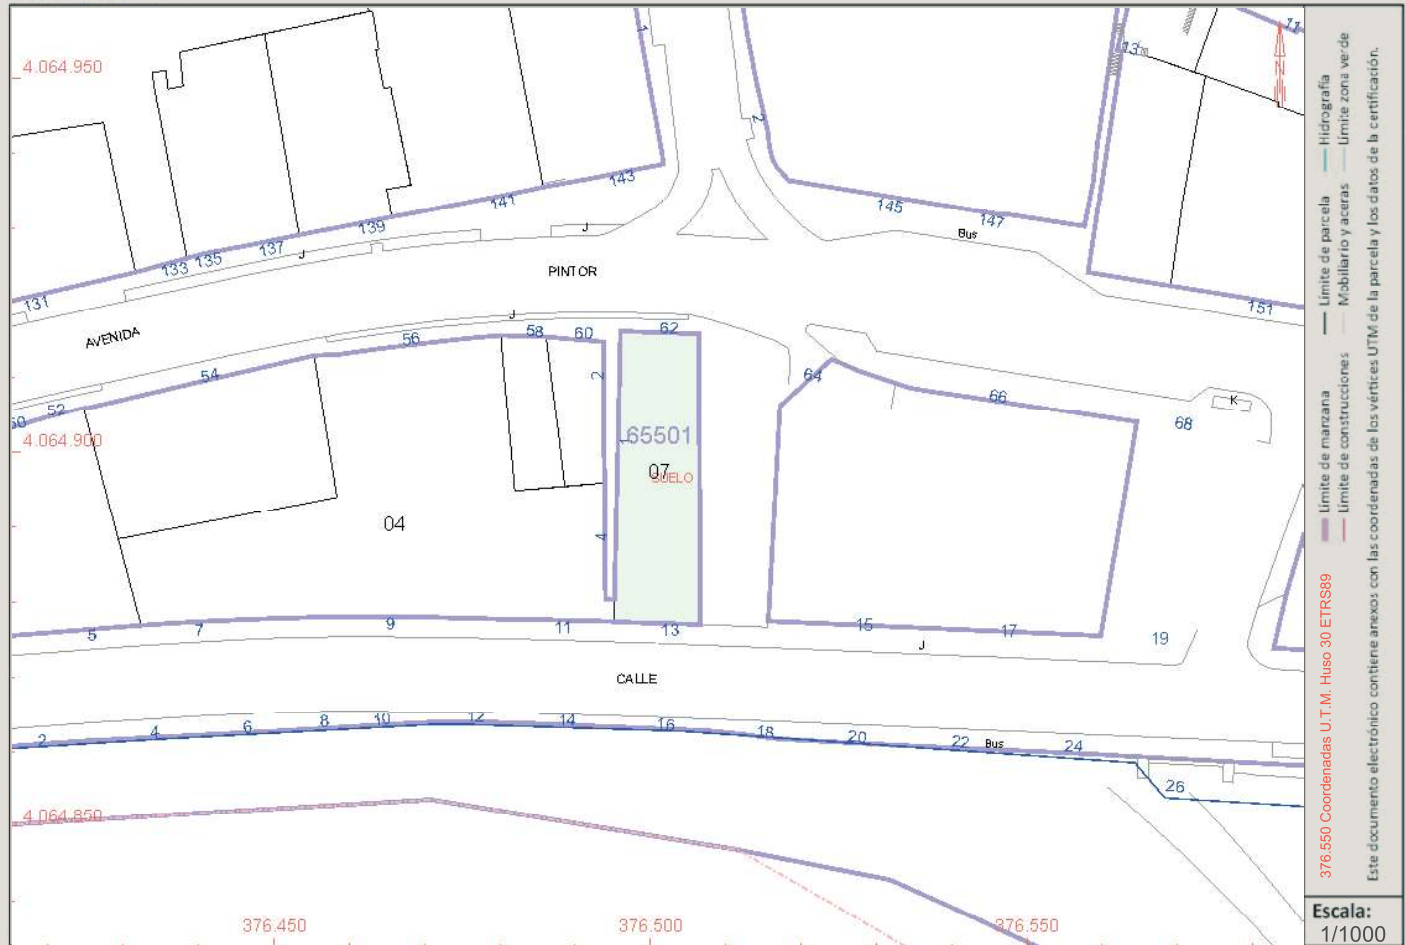 4.064.950
1
2
13
11
N
143
141
139
137
135
133
131
J
J
145
147
Bus
151
PINTOR
AVENIDA
J
62
60
58
56
54
52
64
66
68
K
2
1
4
65501
07
SUELO
04
4.064.900
5
7
9
11
13
15
17
19
J
CALLE
2
4
6
8
10
12
14
16
18
20
22
Bus
24
26
4.064.850
376.450
376.500
376.550
376.550 Coordenadas U.T.M. Huso 30 ETRS89
Límite de manzana
Límite de parcela
Hidrografía
Límite de construcciones
Mobiliario y aceras
Límite zona verde
Este documento electrónico contiene anexos con las coordenadas de los vértices UTM de la parcela y los datos de la certificación.
Escala:
1/1000